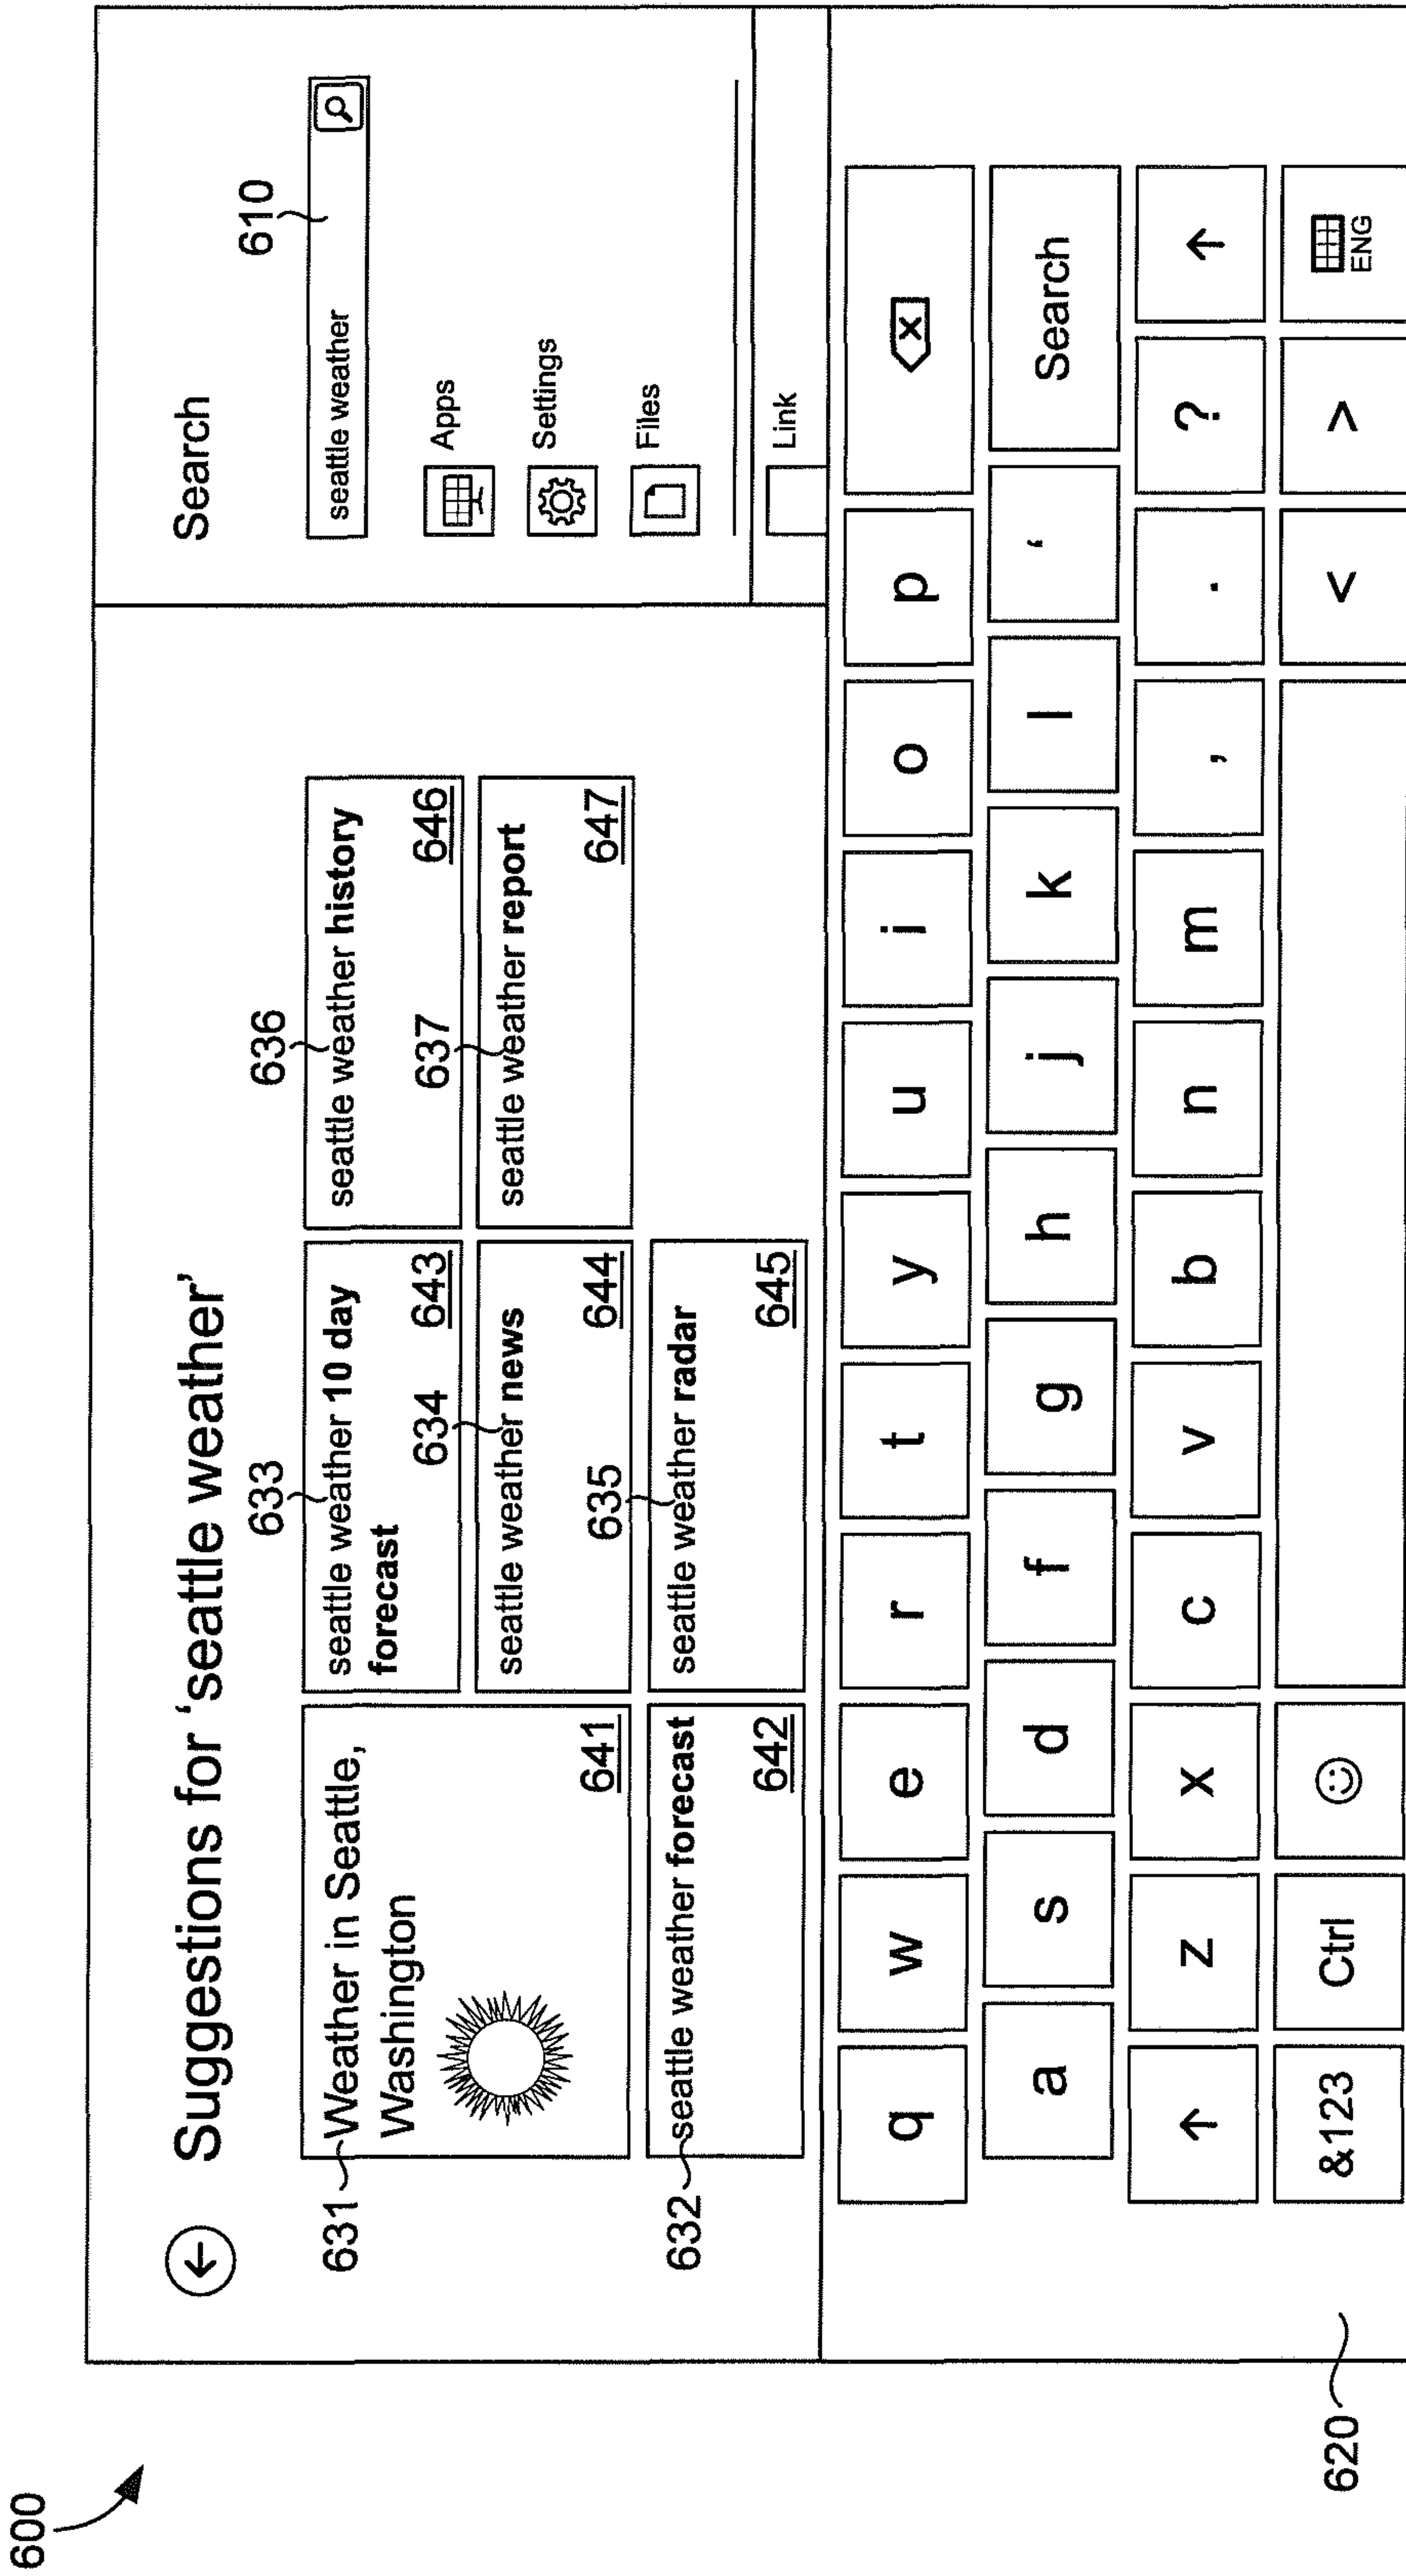 600
Suggestions for ‘seattle weather’
631
Weather in Seattle,
Washington
641
632
seattle weather forecast
642
633
seattle weather 10 day
forecast
643
634
seattle weather news
644
635
seattle weather radar
645
636
seattle weather history
646
637
seattle weather report
647
Search
610
seattle weather
Apps
Settings
Files
Link
q w e r t y u i o p
a s d f g h j k l ‘ Search
z x c v b n m , . ?
&123 Ctrl < > ENG
620